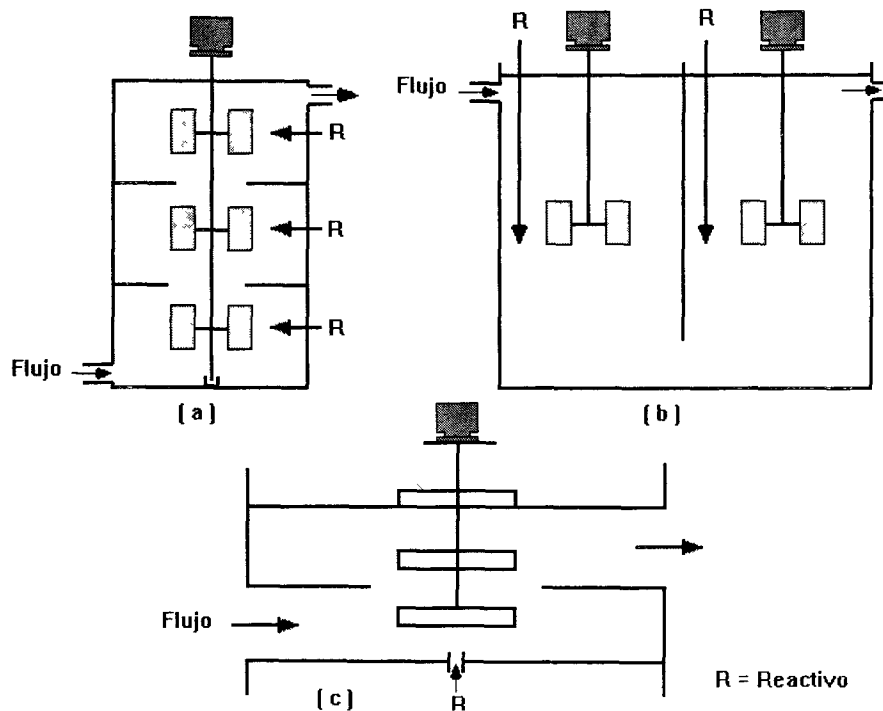 R
R
Flujo
R
R
R
Flujo
( a )
( b )
Flujo
( c )
R
R = Reactivo